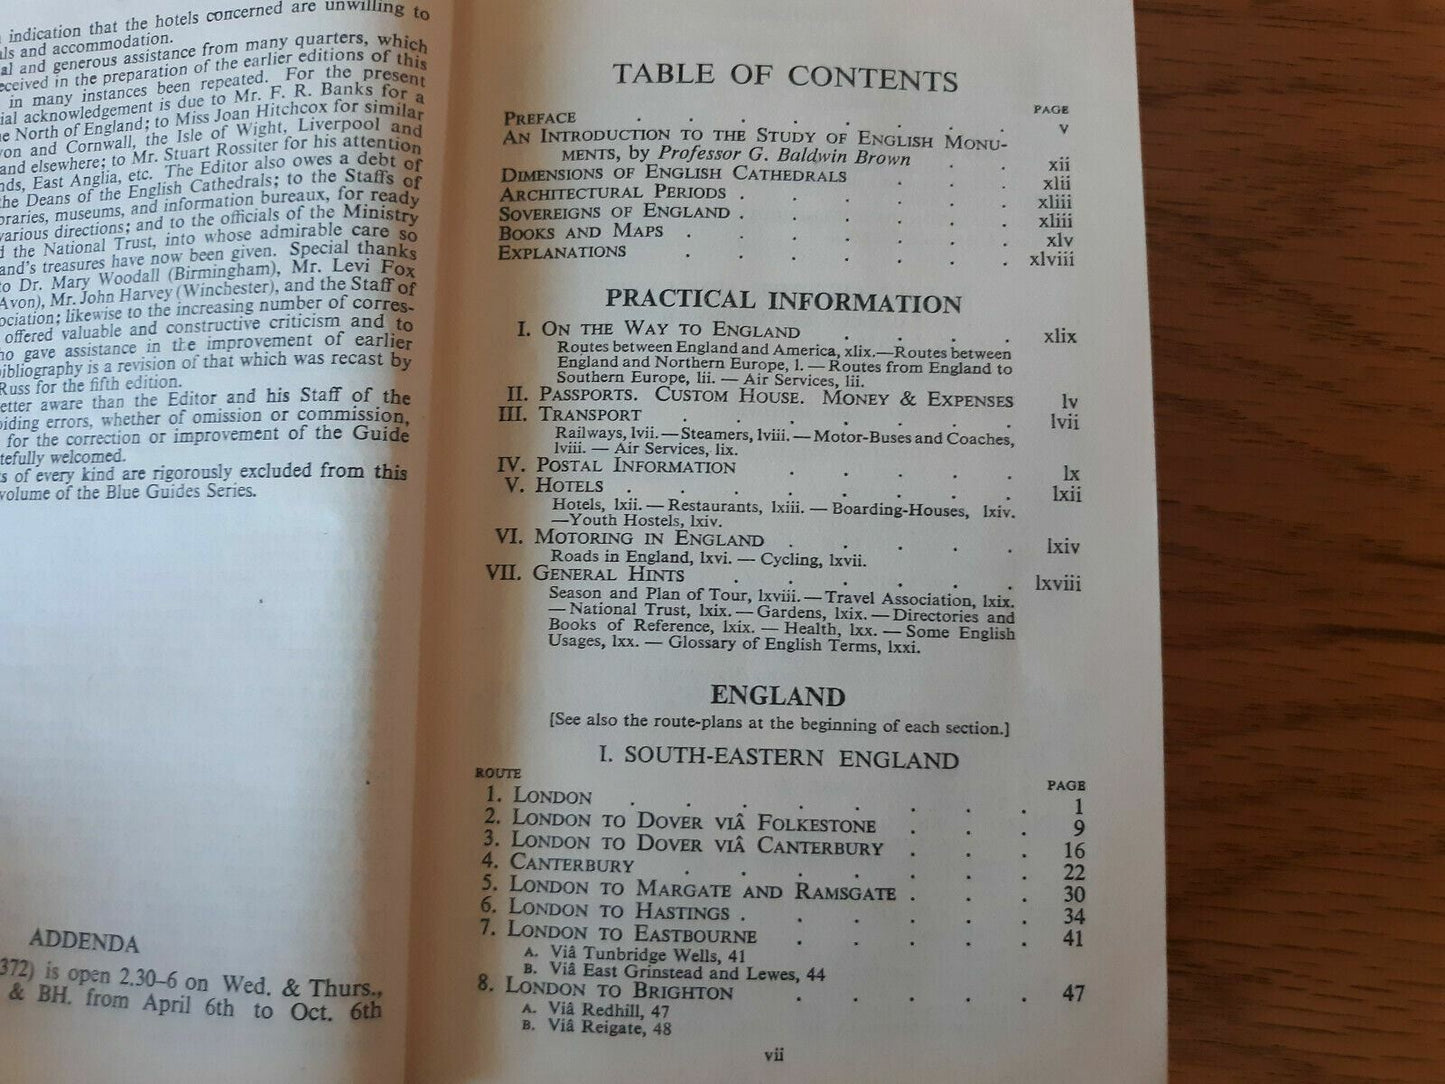 indication that the hotels concerned are unwilling to
and accommodation.
and generous assistance from many quarters, which
in the preparation of the earlier editions of this
in many instances been repeated. For the present
acknowledgement is due to Mr. F. R. Banks for a
North of England; to Miss Joan Hitchcox for similar
and Cornwall, the Isle of Wight, Liverpool and
and elsewhere; to Mr. Stuart Rossiter for his attention
East Anglia, etc. The Editor also owes a debt of
the Deans of the English Cathedrals; to the Staffs of
museums, and information bureaux, for ready
various directions; and to the officials of the Ministry
the National Trust, into whose admirable care so
treasures have now been given. Special thanks
to Dr. Mary Woodall (Birmingham), Mr. Levi Fox
Avon), Mr. John Harvey (Winchester), and the Staff of
likewise to the increasing number of corres-
offered valuable and constructive criticism and to
gave assistance in the improvement of earlier
bibliography is a revision of that which was recast by
Russ for the fifth edition.
aware than the Editor and his Staff of the
errors, whether of omission or commission,
for the correction or improvement of the Guide
welcomed.
of every kind are rigorously excluded from this
volume of the Blue Guides Series.
ADDENDA
372) is open 2.30–6 on Wed. & Thurs.,
& BH. from April 6th to Oct. 6th
TABLE OF CONTENTS
PAGE
PREFACE . . . . . . . . v
AN INTRODUCTION TO THE STUDY OF ENGLISH MONU-
MENTS, by Professor G. Baldwin Brown . . xii
DIMENSIONS OF ENGLISH CATHEDRALS . . . xlii
ARCHITECTURAL PERIODS . . . . . . xliii
SOVEREIGNS OF ENGLAND . . . . . . xliii
BOOKS AND MAPS . . . . . . . xlv
EXPLANATIONS . . . . . . . xlviii
PRACTICAL INFORMATION
I. ON THE WAY TO ENGLAND . . . . xlix
Routes between England and America, xlix.—Routes between
England and Northern Europe, l. — Routes from England to
Southern Europe, lii. — Air Services, lii.
II. PASSPORTS. CUSTOM HOUSE. MONEY & EXPENSES lv
III. TRANSPORT . . . . . . . lvii
Railways, lvii. — Steamers, lviii. — Motor-Buses and Coaches,
lviii. — Air Services, lix.
IV. POSTAL INFORMATION . . . . . lx
V. HOTELS . . . . . . . . lxii
Hotels, lxii. — Restaurants, lxiii. — Boarding-Houses, lxiv.
—Youth Hostels, lxiv.
VI. MOTORING IN ENGLAND . . . . . lxiv
Roads in England, lxvi. — Cycling, lxvii.
VII. GENERAL HINTS . . . . . . lxviii
Season and Plan of Tour, lxviii. — Travel Association, lxix.
— National Trust, lxix. — Gardens, lxix. — Directories and
Books of Reference, lxix. — Health, lxx. — Some English
Usages, lxx. — Glossary of English Terms, lxxi.
ENGLAND
[See also the route-plans at the beginning of each section.]
I. SOUTH-EASTERN ENGLAND
ROUTE PAGE
1. LONDON . . . . . . . . 1
2. LONDON TO DOVER VIÂ FOLKESTONE . . . 9
3. LONDON TO DOVER VIÂ CANTERBURY . . . 16
4. CANTERBURY . . . . . . . 22
5. LONDON TO MARGATE AND RAMSGATE . . . 30
6. LONDON TO HASTINGS . . . . . . 34
7. LONDON TO EASTBOURNE . . . . . 41
A. Viâ Tunbridge Wells, 41
B. Viâ East Grinstead and Lewes, 44
8. LONDON TO BRIGHTON . . . . . 47
A. Viâ Redhill, 47
B. Viâ Reigate, 48
vii